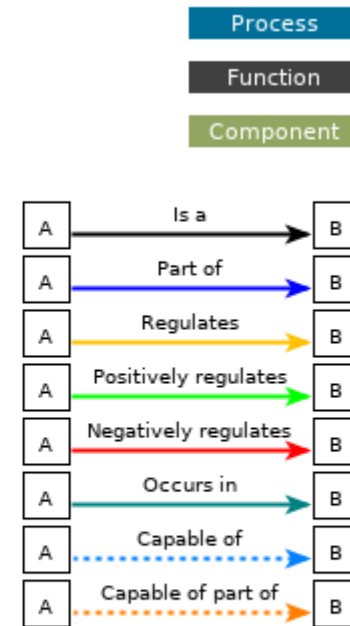 Process
Function
Component
A Is a B
A Part of B
A Regulates B
A Positively regulates B
A Negatively regulates B
A Occurs in B
A Capable of B
A Capable of part of B